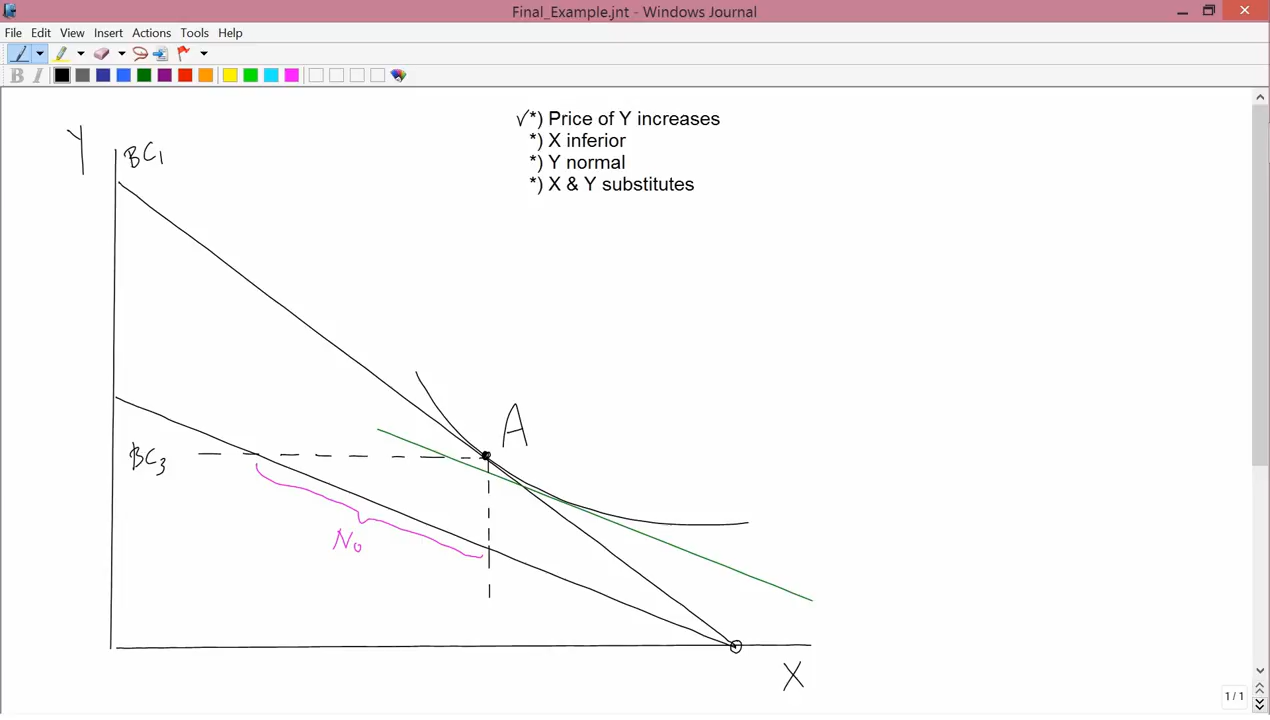 Final_Example.jnt - Windows Journal
File Edit View Insert Actions Tools Help
B I
✓*) Price of Y increases
*) X inferior
*) Y normal
*) X & Y substitutes
Y
BC1
A
BC3
No
X
1 / 1